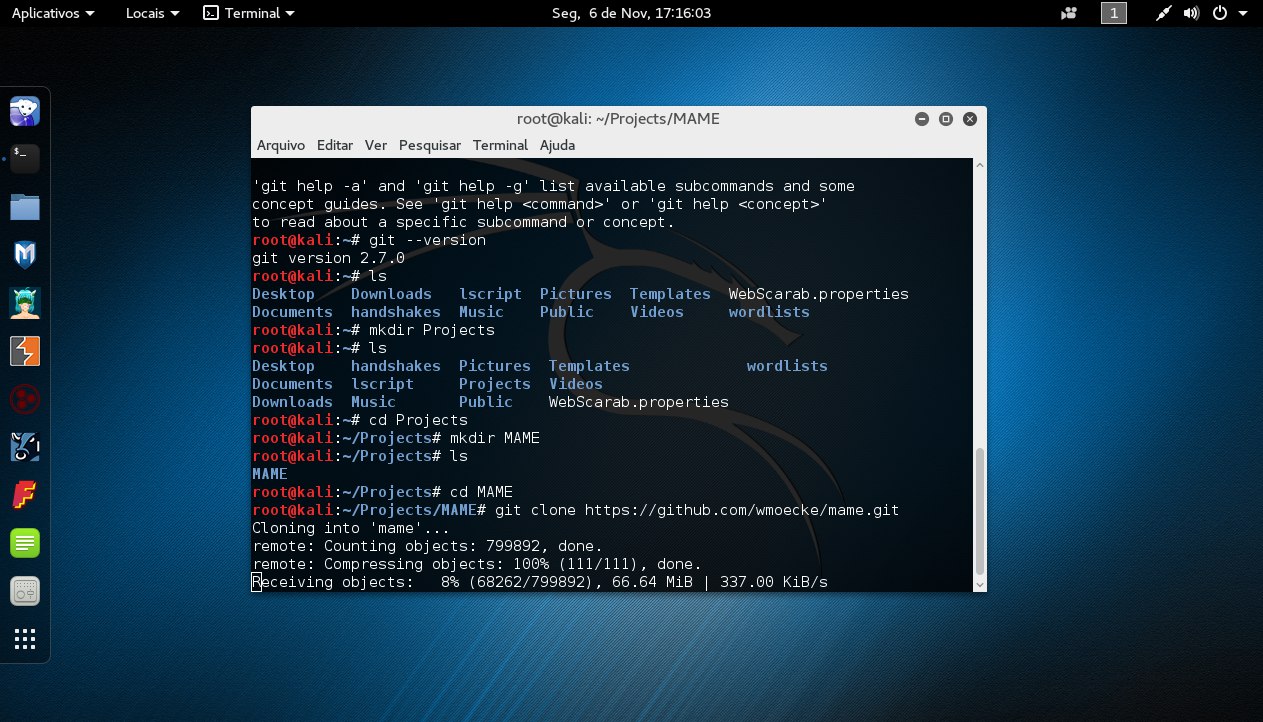 Aplicativos Locais Terminal Seg, 6 de Nov, 17:16:03 1
root@kali: ~/Projects/MAME
Arquivo Editar Ver Pesquisar Terminal Ajuda
'git help -a' and 'git help -g' list available subcommands and some
concept guides. See 'git help <command>' or 'git help <concept>'
to read about a specific subcommand or concept.
root@kali:~# git --version
git version 2.7.0
root@kali:~# ls
Desktop Downloads lscript Pictures Templates WebScarab.properties
Documents handshakes Music Public Videos wordlists
root@kali:~# mkdir Projects
root@kali:~# ls
Desktop handshakes Pictures Templates wordlists
Documents lscript Projects Videos
Downloads Music Public WebScarab.properties
root@kali:~# cd Projects
root@kali:~/Projects# mkdir MAME
root@kali:~/Projects# ls
MAME
root@kali:~/Projects# cd MAME
root@kali:~/Projects/MAME# git clone https://github.com/wmoecke/mame.git
Cloning into 'mame'...
remote: Counting objects: 799892, done.
remote: Compressing objects: 100% (111/111), done.
Receiving objects: 8% (68262/799892), 66.64 MiB | 337.00 KiB/s